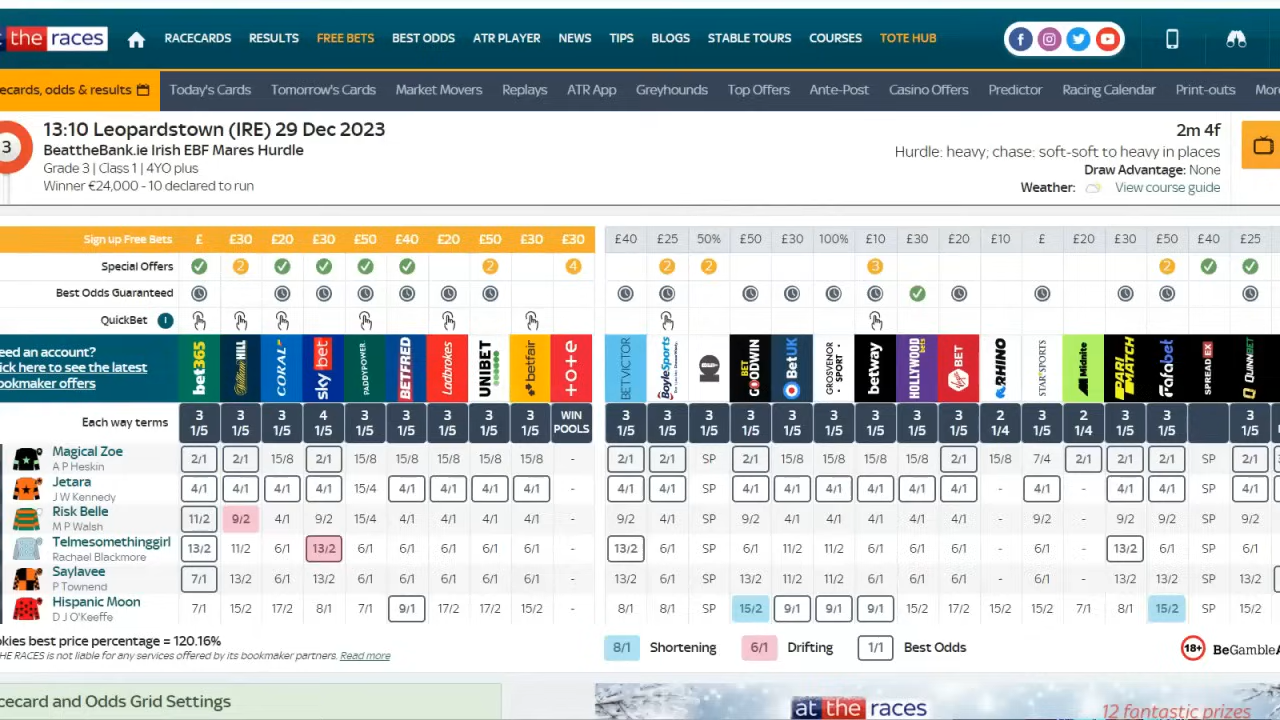 the races RACECARDS RESULTS FREE BETS BEST ODDS ATR PLAYER NEWS TIPS BLOGS STABLE TOURS COURSES TOTE HUB
ecards, odds & results Today's Cards Tomorrow's Cards Market Movers Replays ATR App Greyhounds Top Offers Ante-Post Casino Offers Predictor Racing Calendar Print-outs More
3 13:10 Leopardstown (IRE) 29 Dec 2023 2m 4f
BeattheBank.ie Irish EBF Mares Hurdle Hurdle: heavy; chase: soft-soft to heavy in places
Grade 3 | Class 1 | 4YO plus Draw Advantage: None
Winner €24,000 - 10 declared to run Weather: View course guide
Sign up Free Bets £ £30 £20 £30 £50 £40 £20 £50 £30 £30 £40 £25 50% £50 £30 100% £10 £30 £20 £10 £ £20 £30 £50 £40 £25
Special Offers 2 2 4 2 2 3 2
Best Odds Guaranteed
QuickBet
eed an account?
ick here to see the latest
ookmaker offers
bet365 William HILL CORAL sky bet PADDYPOWER BETFRED Ladbrokes UNIBET betfair tote BETVICTOR BoyleSports BET GOODWIN BetUK GROSVENOR SPORT betway HOLLYWOOD bets BET RHINO STAR SPORTS Midnite PARI MATCH Fafabet SPREADEX QUINNBET
Each way terms 3 3 3 4 3 3 3 3 3 WIN 3 3 3 3 3 3 3 3 3 2 3 2 3 3 3
1/5 1/5 1/5 1/5 1/5 1/5 1/5 1/5 1/5 POOLS 1/5 1/5 1/5 1/5 1/5 1/5 1/5 1/5 1/5 1/4 1/5 1/4 1/5 1/5 1/5
Magical Zoe 2/1 2/1 15/8 2/1 15/8 15/8 15/8 15/8 15/8 - 2/1 2/1 SP 2/1 15/8 15/8 15/8 15/8 2/1 15/8 7/4 2/1 2/1 2/1 SP 2/1
A P Heskin
Jetara 4/1 4/1 4/1 4/1 15/4 4/1 4/1 4/1 4/1 - 4/1 4/1 SP 4/1 4/1 4/1 4/1 4/1 4/1 - 4/1 - 4/1 4/1 SP 4/1
J W Kennedy
Risk Belle 11/2 9/2 4/1 9/2 15/4 4/1 4/1 4/1 4/1 - 9/2 4/1 SP 9/2 4/1 4/1 4/1 4/1 4/1 - 9/2 - 9/2 9/2 SP 9/2
M P Walsh
Telmesomethinggirl 13/2 11/2 6/1 13/2 6/1 6/1 6/1 6/1 6/1 - 13/2 6/1 SP 6/1 11/2 11/2 6/1 6/1 6/1 - 6/1 - 13/2 6/1 SP 6/1
Rachael Blackmore
Saylavee 7/1 13/2 6/1 13/2 6/1 6/1 6/1 6/1 6/1 - 13/2 6/1 SP 13/2 11/2 11/2 6/1 6/1 6/1 - 6/1 - 13/2 13/2 SP 13/2
P Townend
Hispanic Moon 7/1 15/2 17/2 8/1 7/1 9/1 17/2 17/2 15/2 - 8/1 8/1 SP 15/2 9/1 9/1 9/1 15/2 17/2 15/2 15/2 7/1 8/1 15/2 SP 15/2
D J O'Keeffe
okies best price percentage = 120.16% 8/1 Shortening 6/1 Drifting 1/1 Best Odds 18+ BeGambleA
HE RACES is not liable for any services offered by its bookmaker partners. Read more
cecard and Odds Grid Settings
at the races 12 fantastic prizes